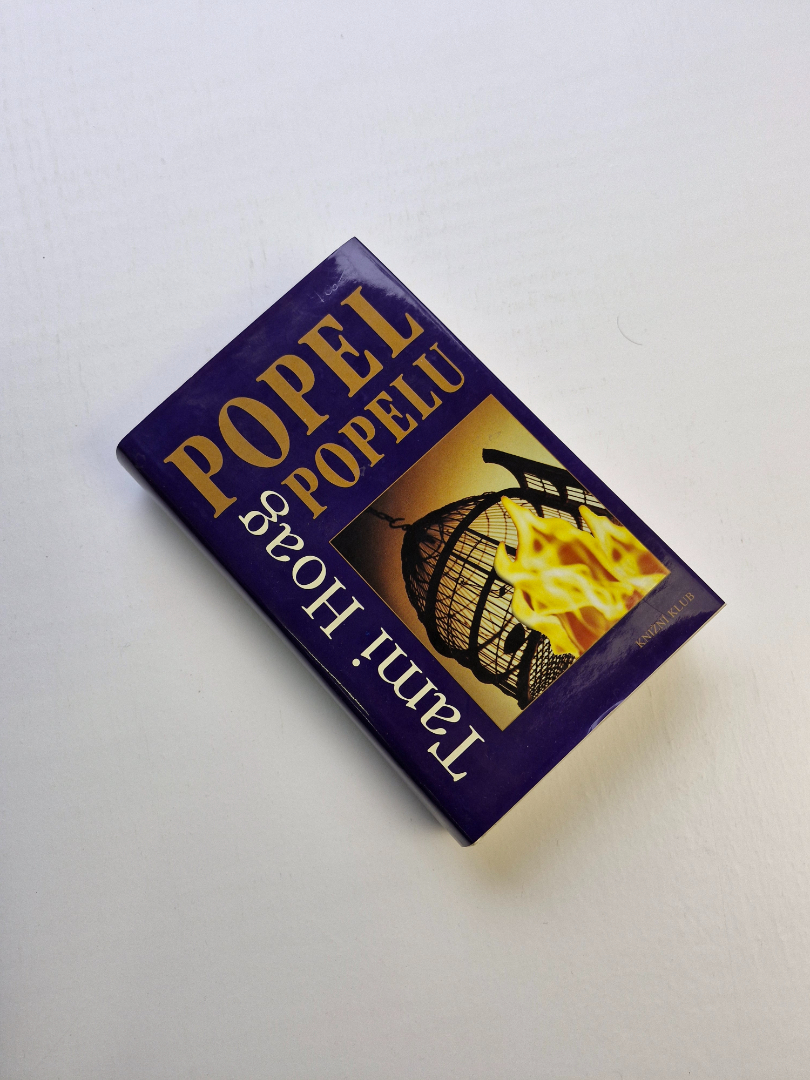 POPEL
POPELU
Tami Hoag
KNIŽNÍ KLUB